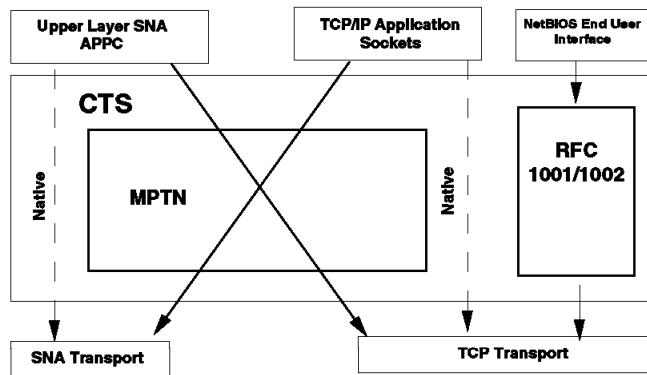 Upper Layer SNA
APPC
TCP/IP Application
Sockets
NetBIOS End User
Interface
CTS
MPTN
RFC
1001/1002
Native
Native
SNA Transport
TCP Transport